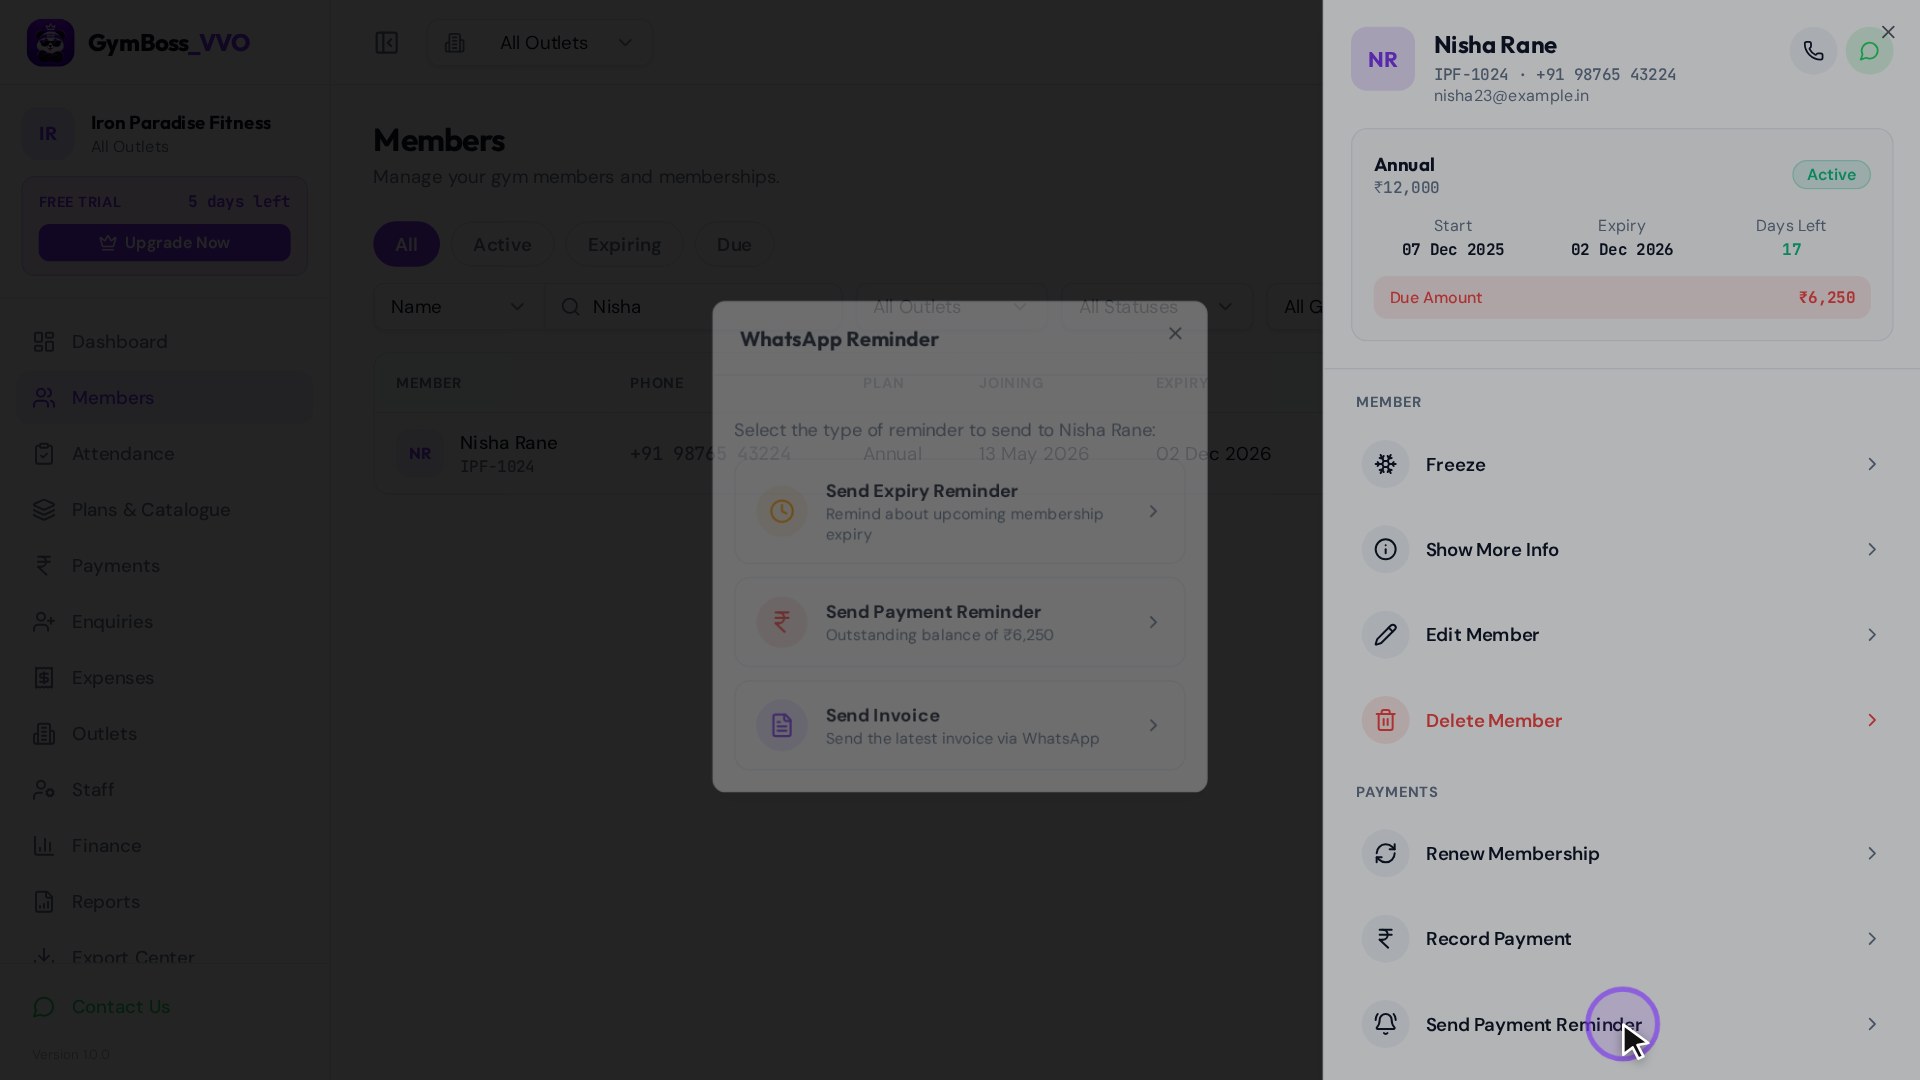 GymBoss_VVO
All Outlets
IR
Iron Paradise Fitness
All Outlets
FREE TRIAL
5 days left
Upgrade Now
Dashboard
Members
Attendance
Plans & Catalogue
Payments
Enquiries
Expenses
Outlets
Staff
Finance
Reports
Export Center
Contact Us
Version 1.0.0
Members
Manage your gym members and memberships.
All
Active
Expiring
Due
Name
Nisha
All Outlets
All Statuses
All G
MEMBER
PHONE
PLAN
JOINING
EXPIRY
NR
Nisha Rane
IPF-1024
+91 98765 43224
Annual
13 May 2026
02 Dec 2026
WhatsApp Reminder
Select the type of reminder to send to Nisha Rane:
Send Expiry Reminder
Remind about upcoming membership
expiry
Send Payment Reminder
Outstanding balance of ₹6,250
Send Invoice
Send the latest invoice via WhatsApp
NR
Nisha Rane
IPF-1024 · +91 98765 43224
nisha23@example.in
Annual
₹12,000
Active
Start
Expiry
Days Left
07 Dec 2025
02 Dec 2026
17
Due Amount
₹6,250
MEMBER
Freeze
Show More Info
Edit Member
Delete Member
PAYMENTS
Renew Membership
Record Payment
Send Payment Reminder